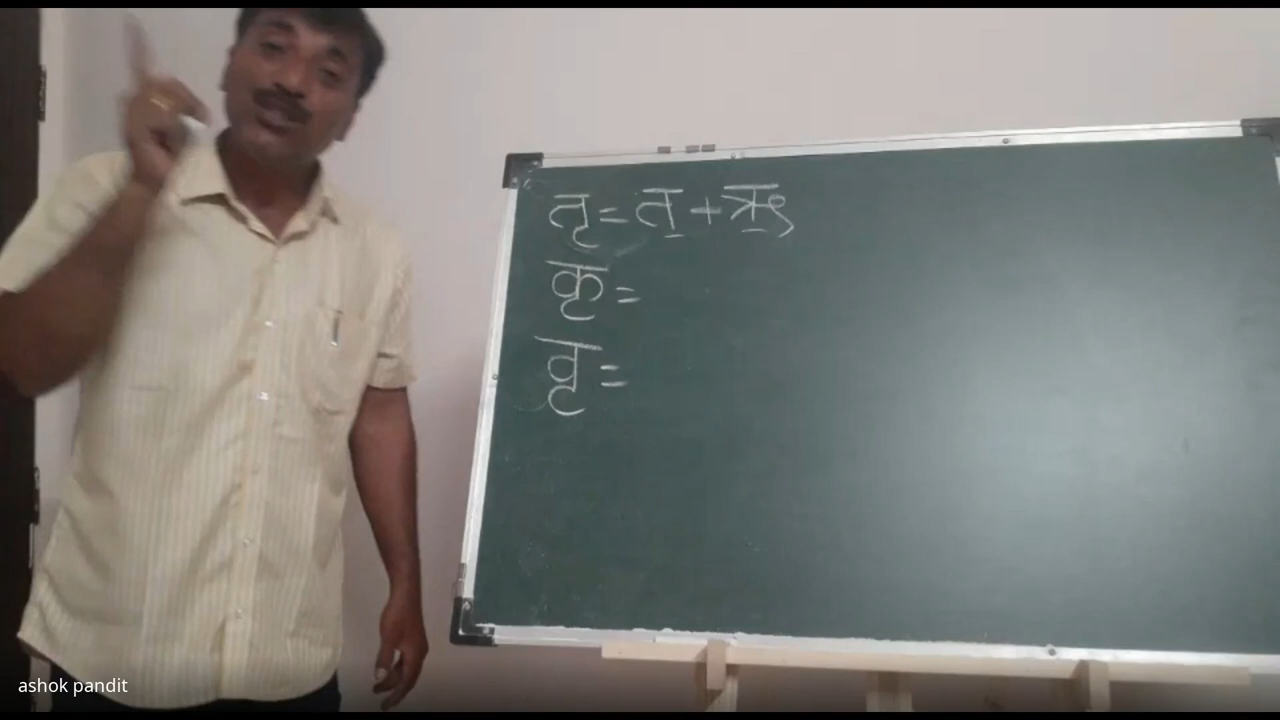 तृ = त् + ऋ
कृ =
वृ =
ashok pandit